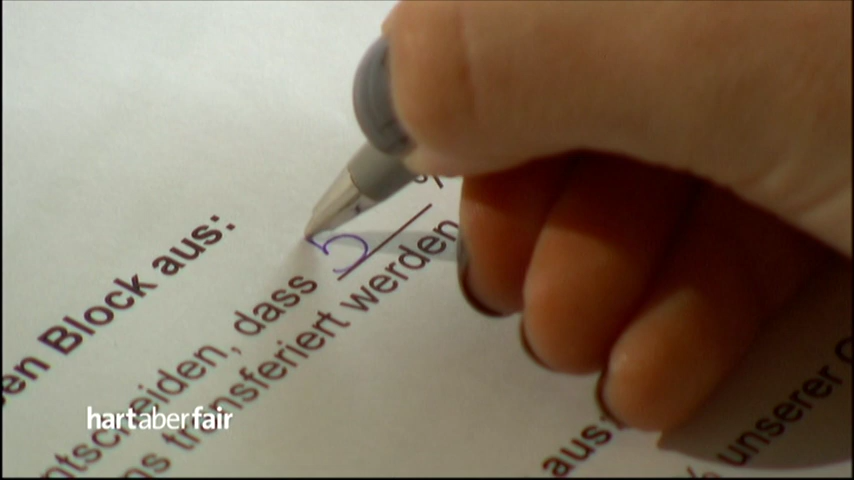 en Block aus:
ntscheiden, dass 5 %
ns transferiert werden
aus
% unserer
hartaberfair